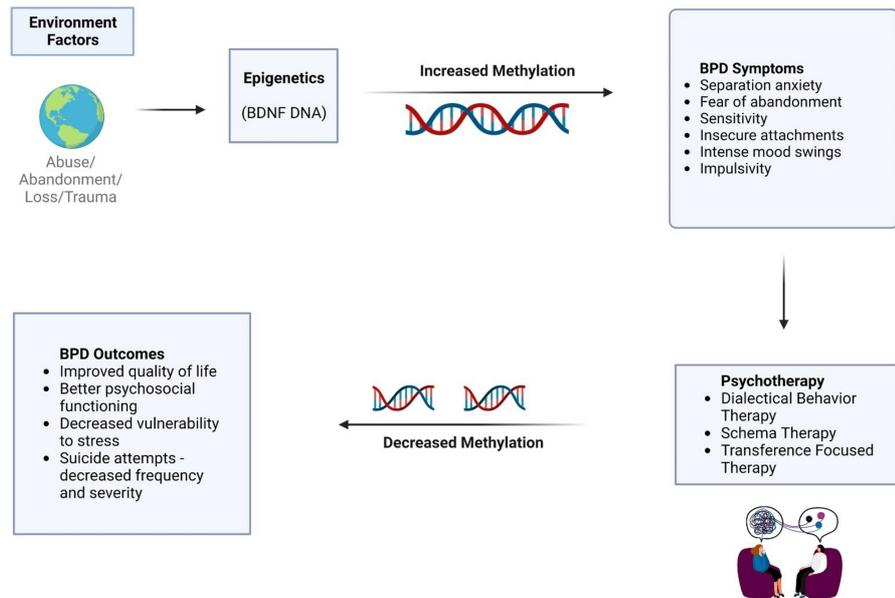 Environment
Factors
Abuse/
Abandonment/
Loss/Trauma
Epigenetics
(BDNF DNA)
Increased Methylation
BPD Symptoms
• Separation anxiety
• Fear of abandonment
• Sensitivity
• Insecure attachments
• Intense mood swings
• Impulsivity
Psychotherapy
• Dialectical Behavior
Therapy
• Schema Therapy
• Transference Focused
Therapy
Decreased Methylation
BPD Outcomes
• Improved quality of life
• Better psychosocial
functioning
• Decreased vulnerability
to stress
• Suicide attempts -
decreased frequency
and severity